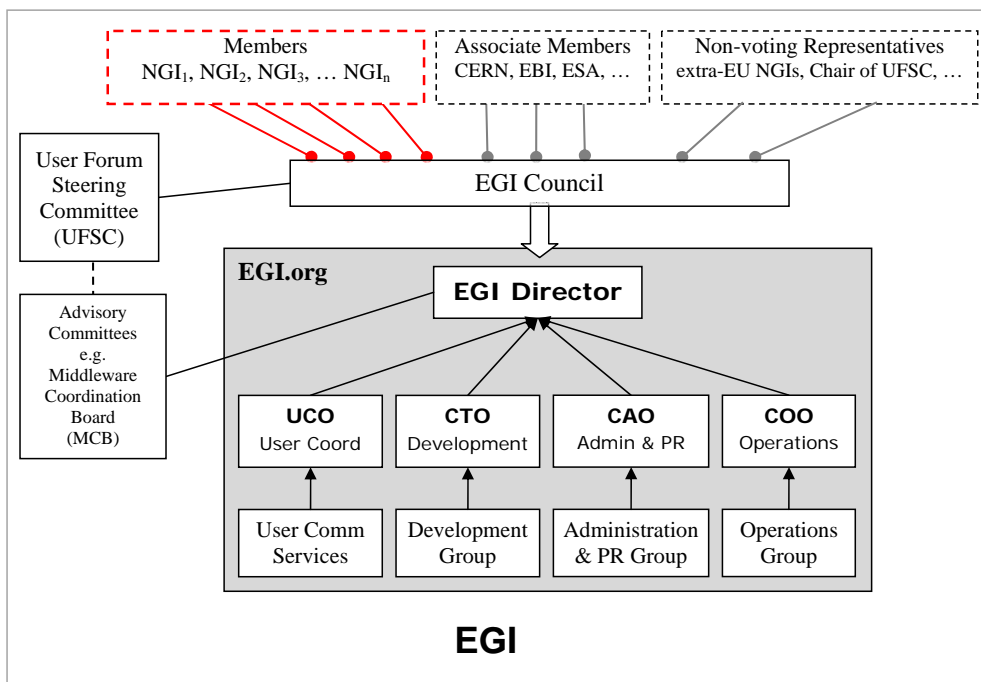 Members
NGI₁, NGI₂, NGI₃, … NGIₙ
Associate Members
CERN, EBI, ESA, …
Non-voting Representatives
extra-EU NGIs, Chair of UFSC, …
User Forum
Steering
Committee
(UFSC)
EGI Council
EGI.org
EGI Director
Advisory
Committees
e.g.
Middleware
Coordination
Board
(MCB)
UCO
User Coord
CTO
Development
CAO
Admin & PR
COO
Operations
User Comm
Services
Development
Group
Administration
& PR Group
Operations
Group
EGI